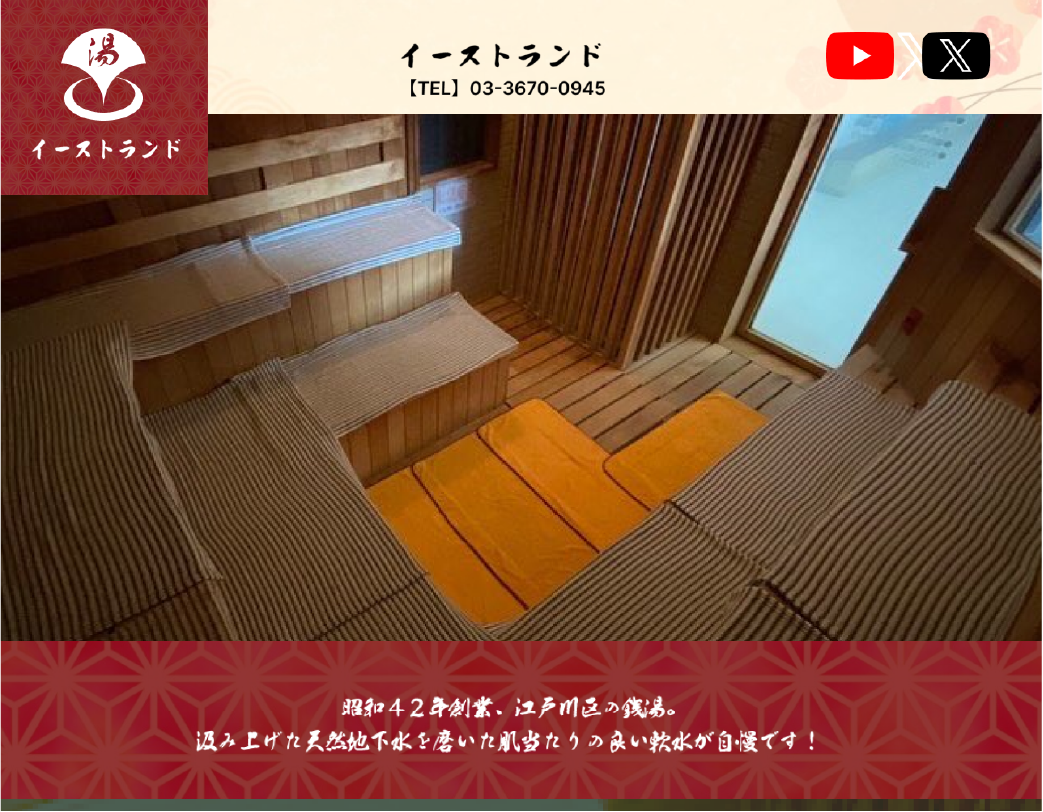 湯
イーストランド
イーストランド
【TEL】03-3670-0945
昭和42年創業、江戸川区の銭湯。
汲み上げた天然地下水を磨いた肌当たりの良い軟水が自慢です!